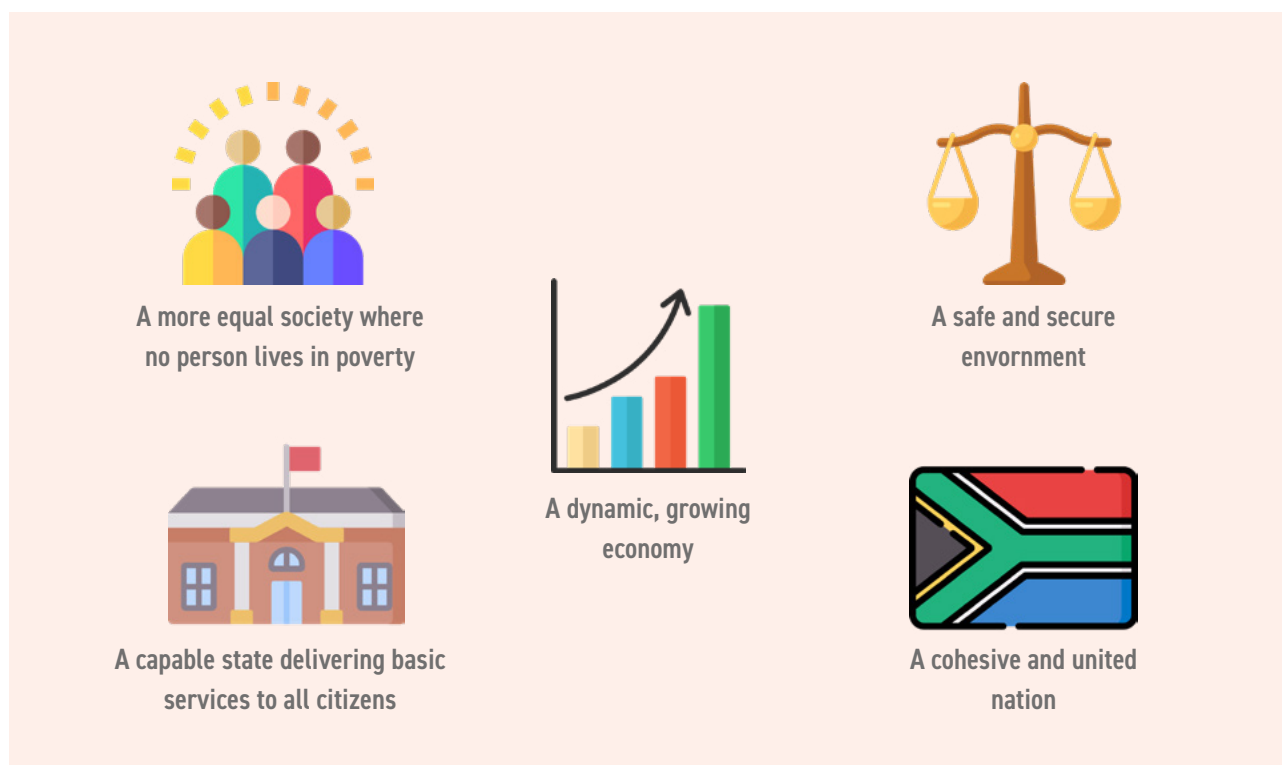 A more equal society where
no person lives in poverty
A safe and secure
envornment
A dynamic, growing
economy
A capable state delivering basic
services to all citizens
A cohesive and united
nation